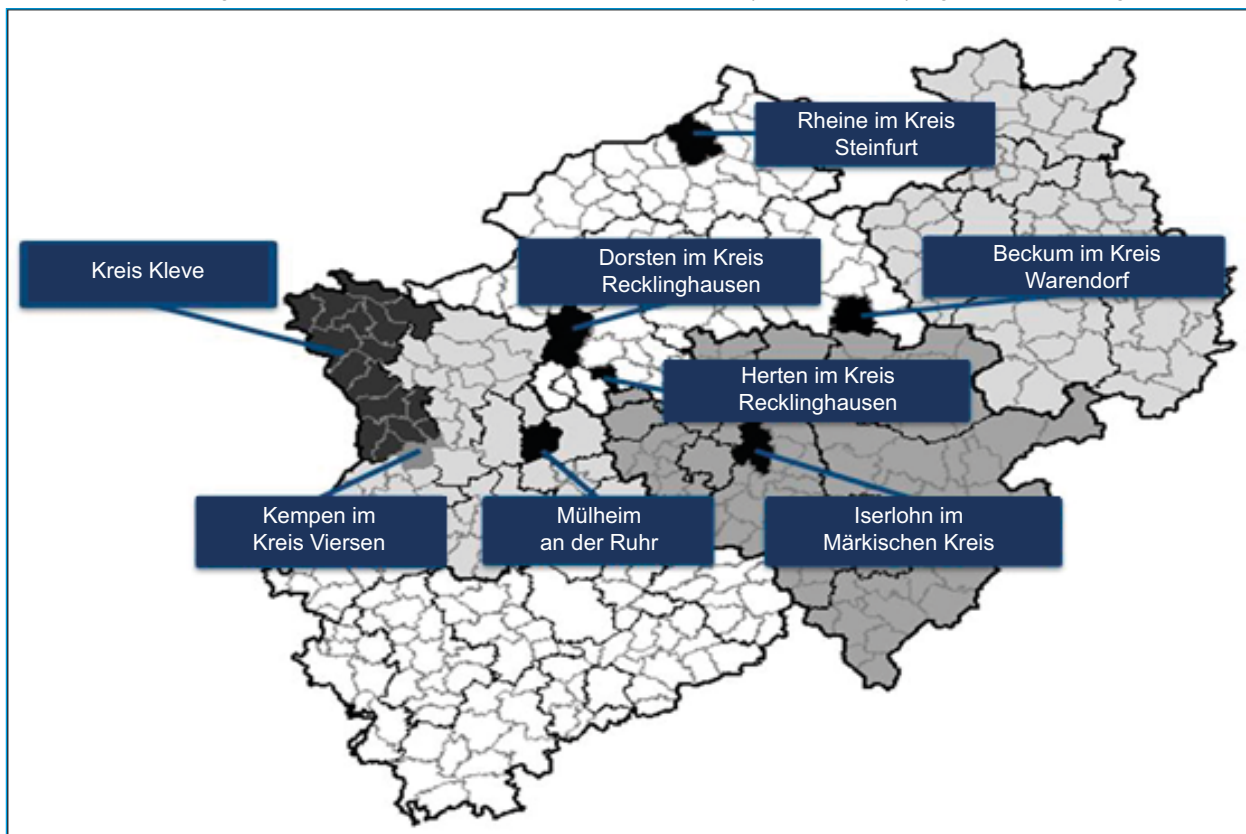 Rheine im Kreis
Steinfurt
Dorsten im Kreis
Recklinghausen
Beckum im Kreis
Warendorf
Kreis Kleve
Herten im Kreis
Recklinghausen
Kempen im
Kreis Viersen
Mülheim
an der Ruhr
Iserlohn im
Märkischen Kreis